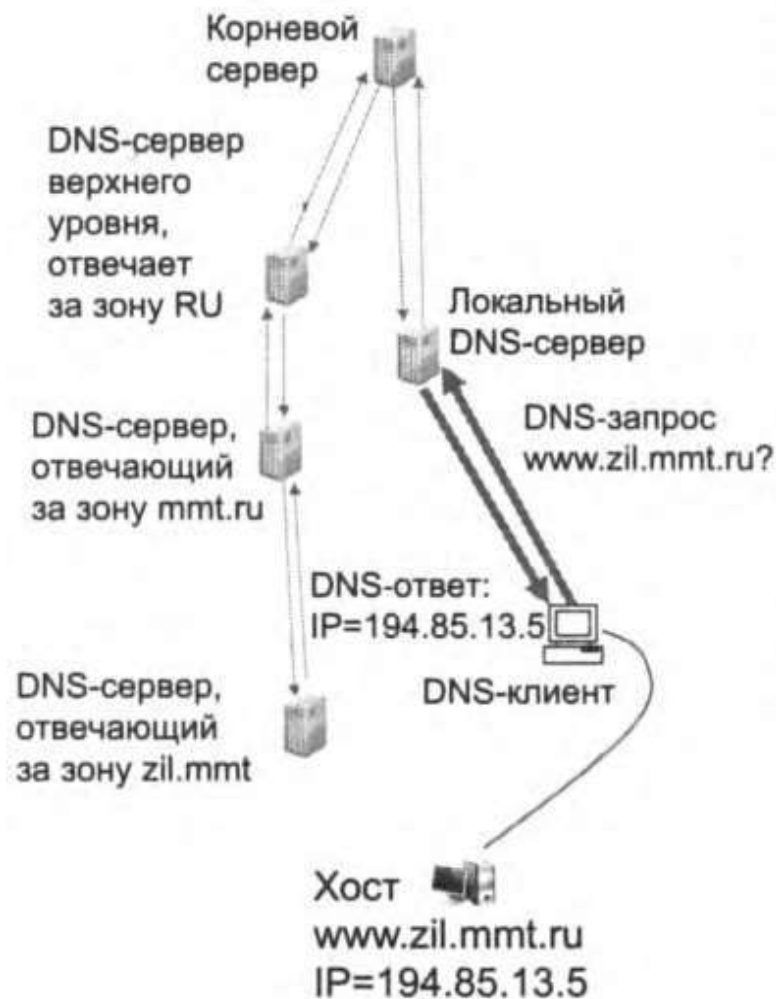 Корневой
сервер
DNS-сервер
верхнего
уровня,
отвечает
за зону RU
Локальный
DNS-сервер
DNS-запрос
www.zil.mmt.ru?
DNS-сервер,
отвечающий
за зону mmt.ru
DNS-ответ:
IP=194.85.13.5
DNS-клиент
DNS-сервер,
отвечающий
за зону zil.mmt
Хост
www.zil.mmt.ru
IP=194.85.13.5